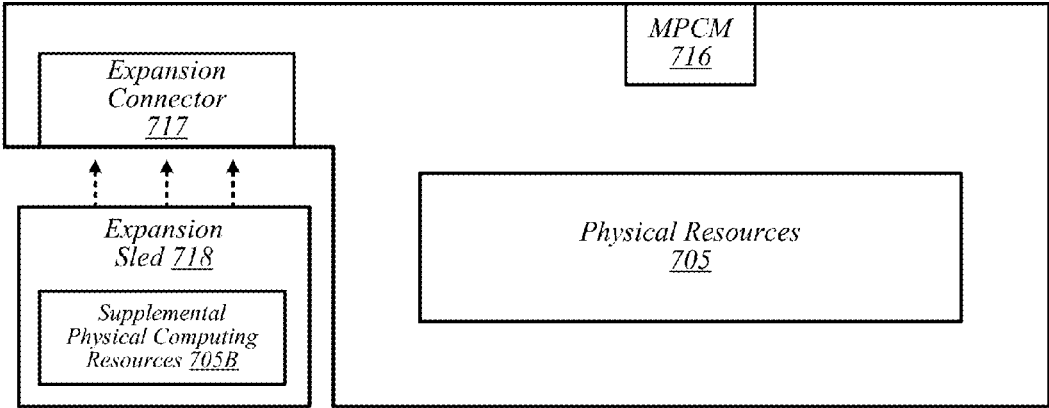 MPCM
716
Expansion
Connector
717
Physical Resources
705
Expansion
Sled 718
Supplemental
Physical Computing
Resources 705B